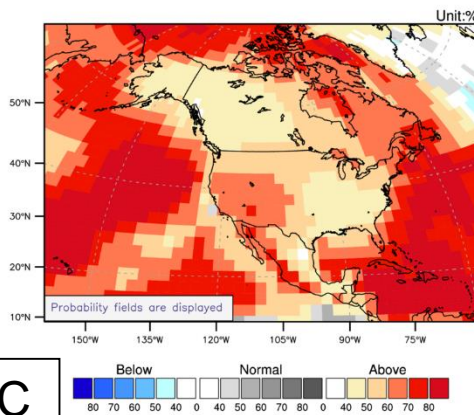 Unit:%
50°N
40°N
30°N
20°N
10°N
Probability fields are displayed
150°W 135°W 120°W 105°W 90°W 75°W
C
Below Normal Above
80 70 60 50 40 0 40 50 60 70 80 0 40 50 60 70 80